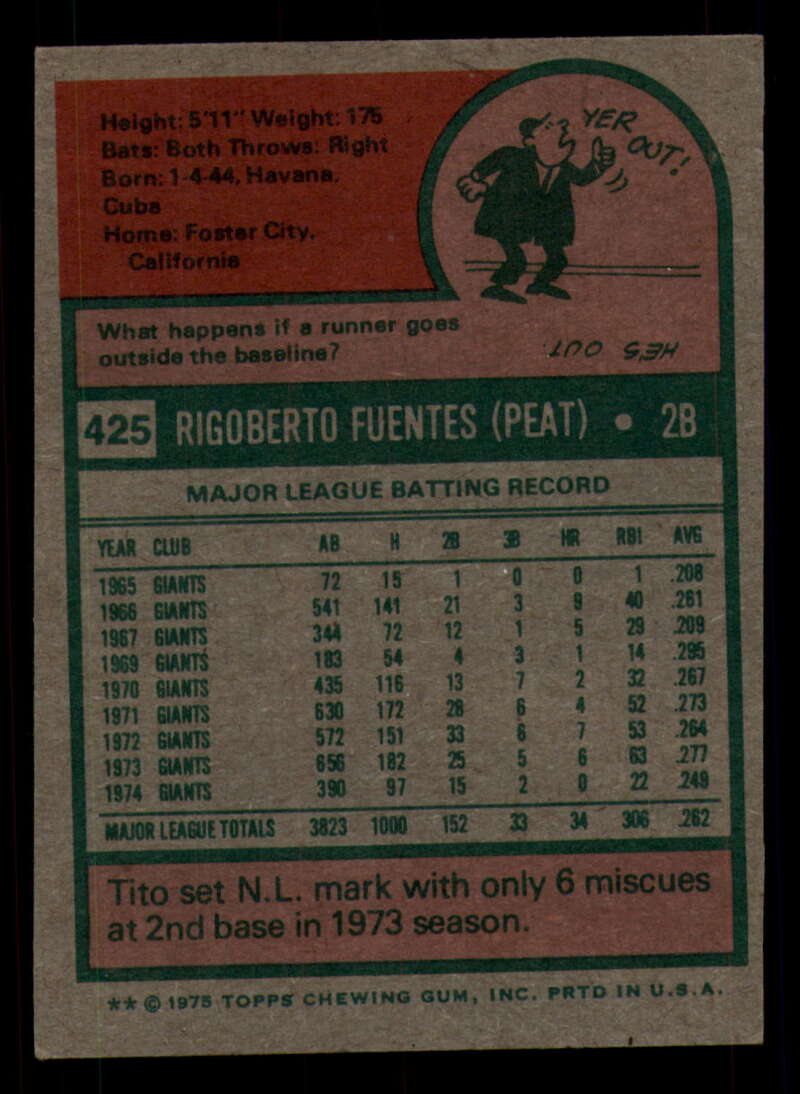 Height: 5'11" Weight: 175
Bats: Both Throws: Right
Born: 1-4-44, Havana,
Cuba
Home: Foster City,
California
YER
OUT!
What happens if a runner goes
outside the baseline?
HE'S OUT.
425 RIGOBERTO FUENTES (PEAT) • 2B
MAJOR LEAGUE BATTING RECORD
YEAR CLUB AB H 2B 3B HR RBI AVG
1965 GIANTS 72 15 1 0 0 1 .208
1966 GIANTS 541 141 21 3 9 40 .261
1967 GIANTS 344 72 12 1 5 29 .209
1969 GIANTS 183 54 4 3 1 14 .295
1970 GIANTS 435 116 13 7 2 32 .267
1971 GIANTS 630 172 28 6 4 52 .273
1972 GIANTS 572 151 33 6 7 53 .264
1973 GIANTS 656 182 25 5 6 63 .277
1974 GIANTS 390 97 15 2 0 22 .249
MAJOR LEAGUE TOTALS 3823 1000 152 33 34 306 .262
Tito set N.L. mark with only 6 miscues
at 2nd base in 1973 season.
** © 1975 TOPPS CHEWING GUM, INC. PRTD IN U.S.A.